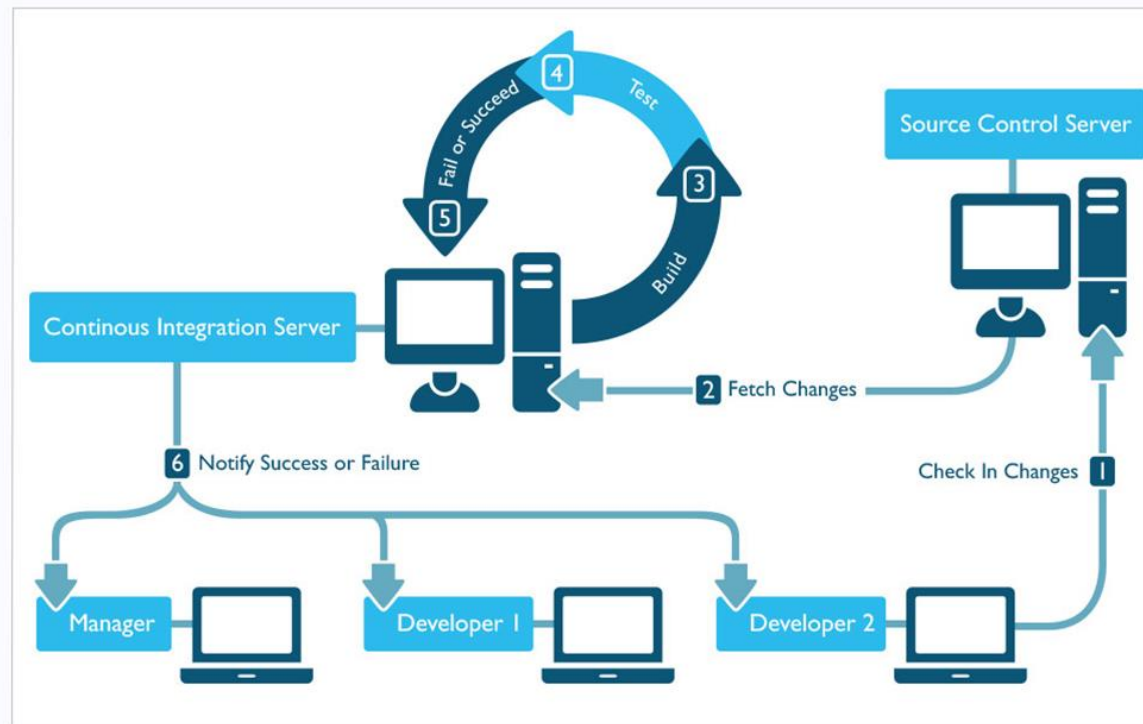 4
Test
Fail or Succeed
3
5
Build
Source Control Server
Continous Integration Server
2 Fetch Changes
6 Notify Success or Failure
Check In Changes 1
Manager
Developer 1
Developer 2